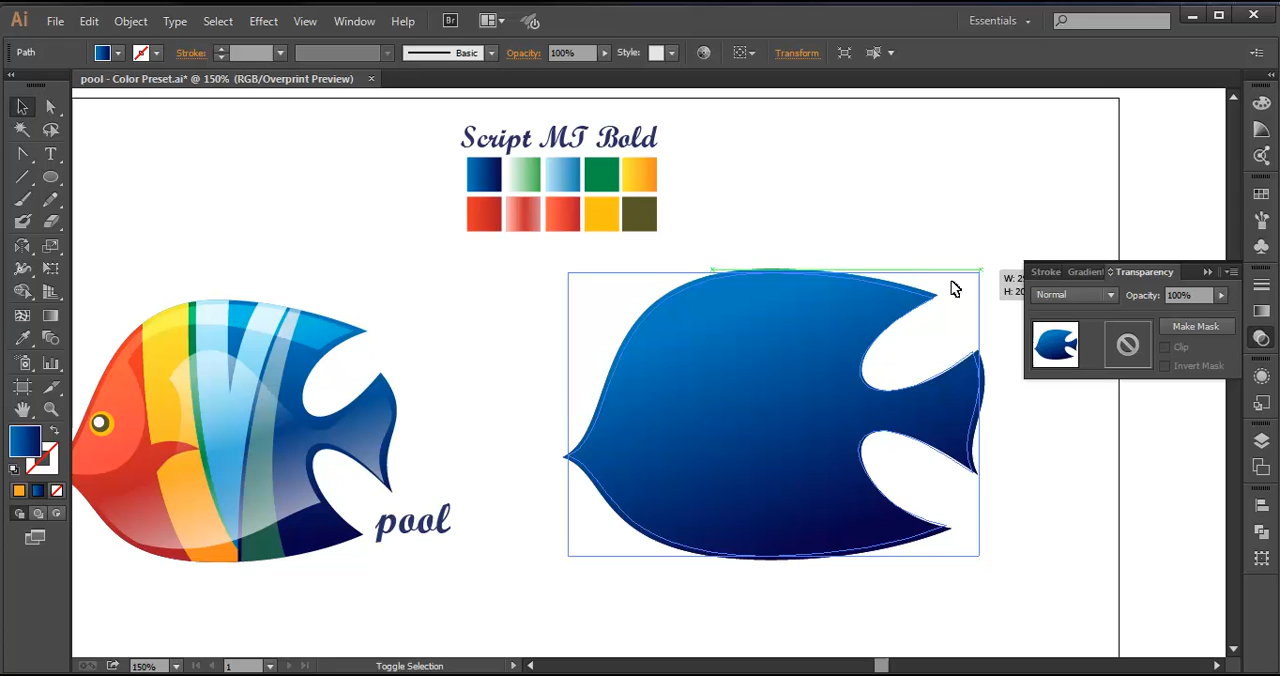 Ai File Edit Object Type Select Effect View Window Help Br Essentials
Path Stroke: Basic Opacity: 100% Style: Transform
pool - Color Preset.ai* @ 150% (RGB/Overprint Preview)
Script MT Bold
W:
H:
Stroke Gradient Transparency
Normal Opacity: 100%
Make Mask
Clip
Invert Mask
pool
150% 1 Toggle Selection